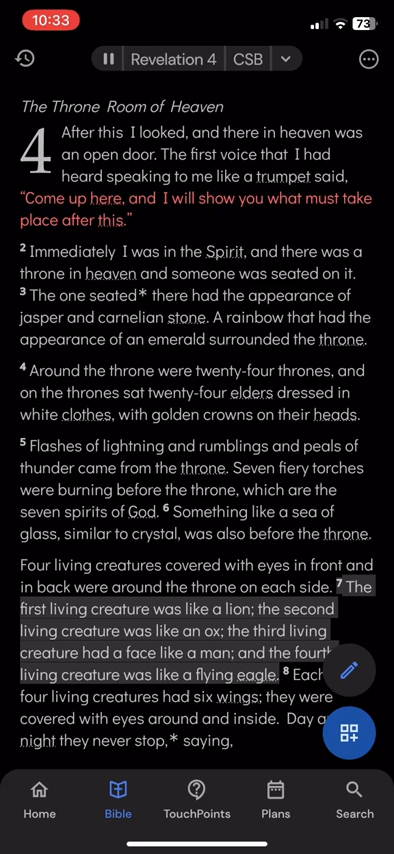 10:33
73
Revelation 4
CSB
The Throne Room of Heaven
4 After this I looked, and there in heaven was
an open door. The first voice that I had
heard speaking to me like a trumpet said,
“Come up here, and I will show you what must take
place after this.”
2 Immediately I was in the Spirit, and there was a
throne in heaven and someone was seated on it.
3 The one seated* there had the appearance of
jasper and carnelian stone. A rainbow that had the
appearance of an emerald surrounded the throne.
4 Around the throne were twenty-four thrones, and
on the thrones sat twenty-four elders dressed in
white clothes, with golden crowns on their heads.
5 Flashes of lightning and rumblings and peals of
thunder came from the throne. Seven fiery torches
were burning before the throne, which are the
seven spirits of God. 6 Something like a sea of
glass, similar to crystal, was also before the throne.
Four living creatures covered with eyes in front and
in back were around the throne on each side. 7 The
first living creature was like a lion; the second
living creature was like an ox; the third living
creature had a face like a man; and the fourth
living creature was like a flying eagle. 8 Each
four living creatures had six wings; they were
covered with eyes around and inside. Day
night they never stop,* saying,
Home
Bible
TouchPoints
Plans
Search